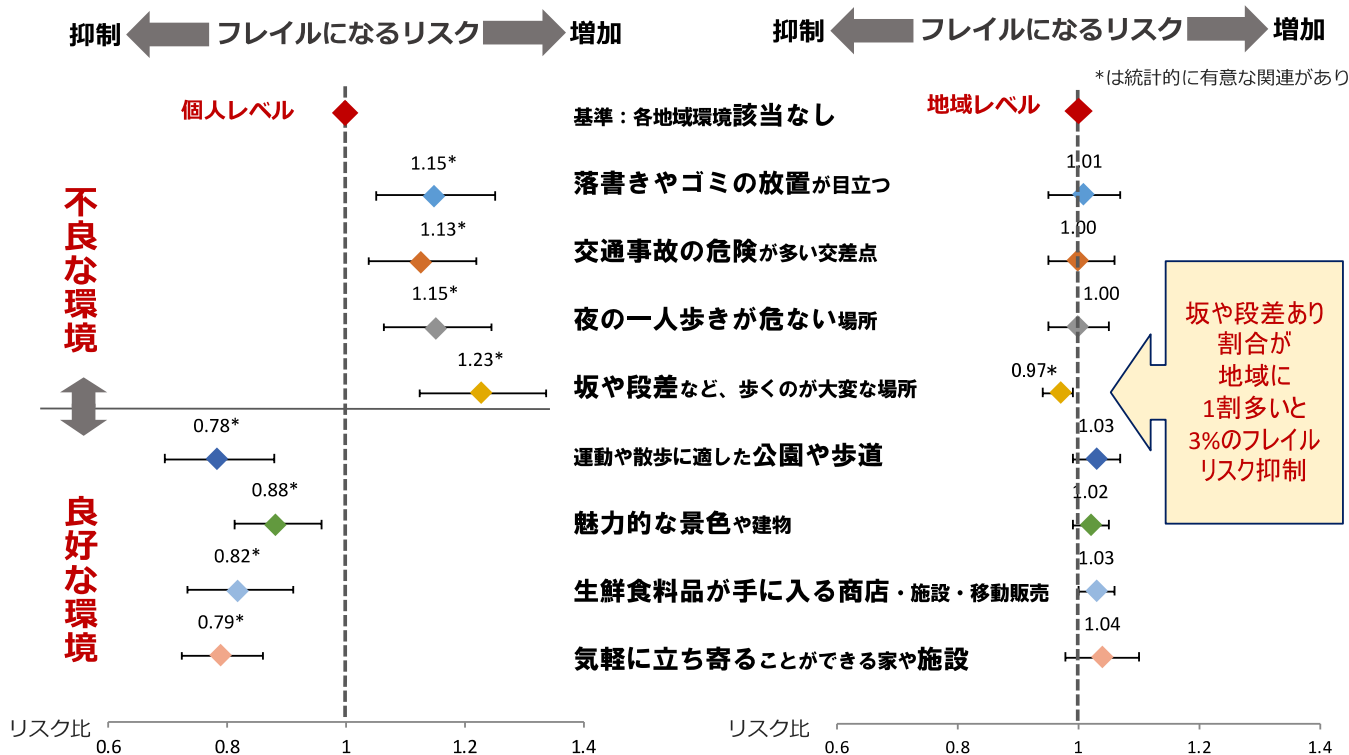 抑制 フレイルになるリスク 増加
抑制 フレイルになるリスク 増加
*は統計的に有意な関連があり
個人レベル
基準：各地域環境該当なし
地域レベル
不良な環境
1.15*
落書きやゴミの放置が目立つ
1.01
1.13*
交通事故の危険が多い交差点
1.00
1.15*
夜の一人歩きが危ない場所
1.00
1.23*
坂や段差など、歩くのが大変な場所
0.97*
坂や段差あり
割合が
地域に
1割多いと
3%のフレイル
リスク抑制
良好な環境
0.78*
運動や散歩に適した公園や歩道
1.03
0.88*
魅力的な景色や建物
1.02
0.82*
生鮮食料品が手に入る商店・施設・移動販売
1.03
0.79*
気軽に立ち寄ることができる家や施設
1.04
リスク比
0.6 0.8 1 1.2 1.4
リスク比
0.6 0.8 1 1.2 1.4